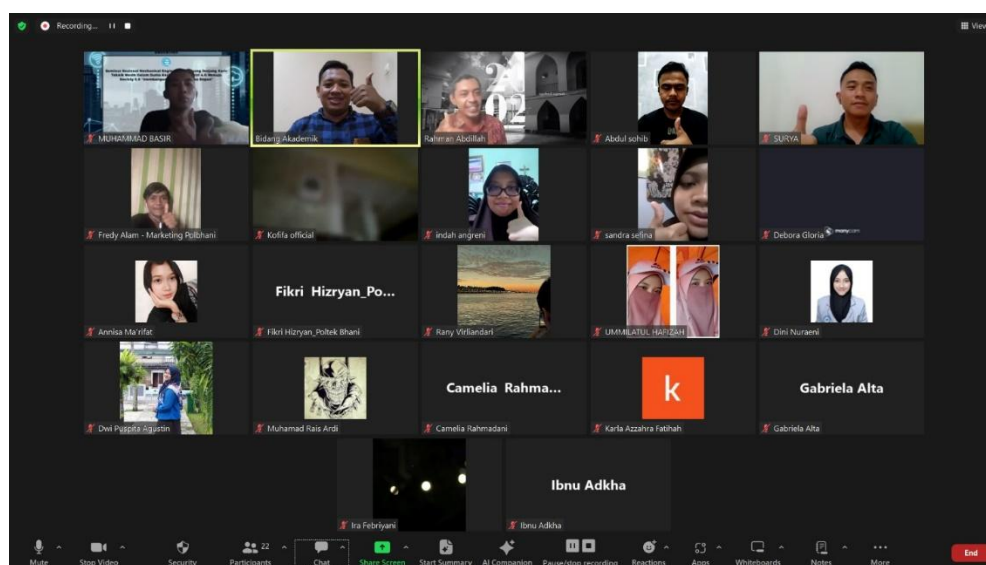 Recording...
View
MUHAMMAD BASIR
Bidang Akademik
Rahman Abdillah
Abdul sohib
SURYA
Fredy Alam - Marketing Polbhani
Kofifa official
indah angreni
sandra selina
Debora Gloria
manycam
Annisa Ma'rifat
Fikri Hizryan_Po...
Fikri Hizryan_Poltek Bhani
Rany Virliandari
UMMILATUL HAFIZAH
Dini Nuraeni
Dwi Puspita Agustin
Muhamad Rais Ardi
Camelia Rahma...
Camelia Rahmadani
k
Karla Azzahra Fatihah
Gabriela Alta
Gabriela Alta
Ira Febriyani
Ibnu Adkha
Ibnu Adkha
Mute
Stop Video
Security
Participants
22
Chat
Share Screen
Start Summary
AI Companion
Pause/stop recording
Reactions
Apps
Whiteboards
Notes
More
End